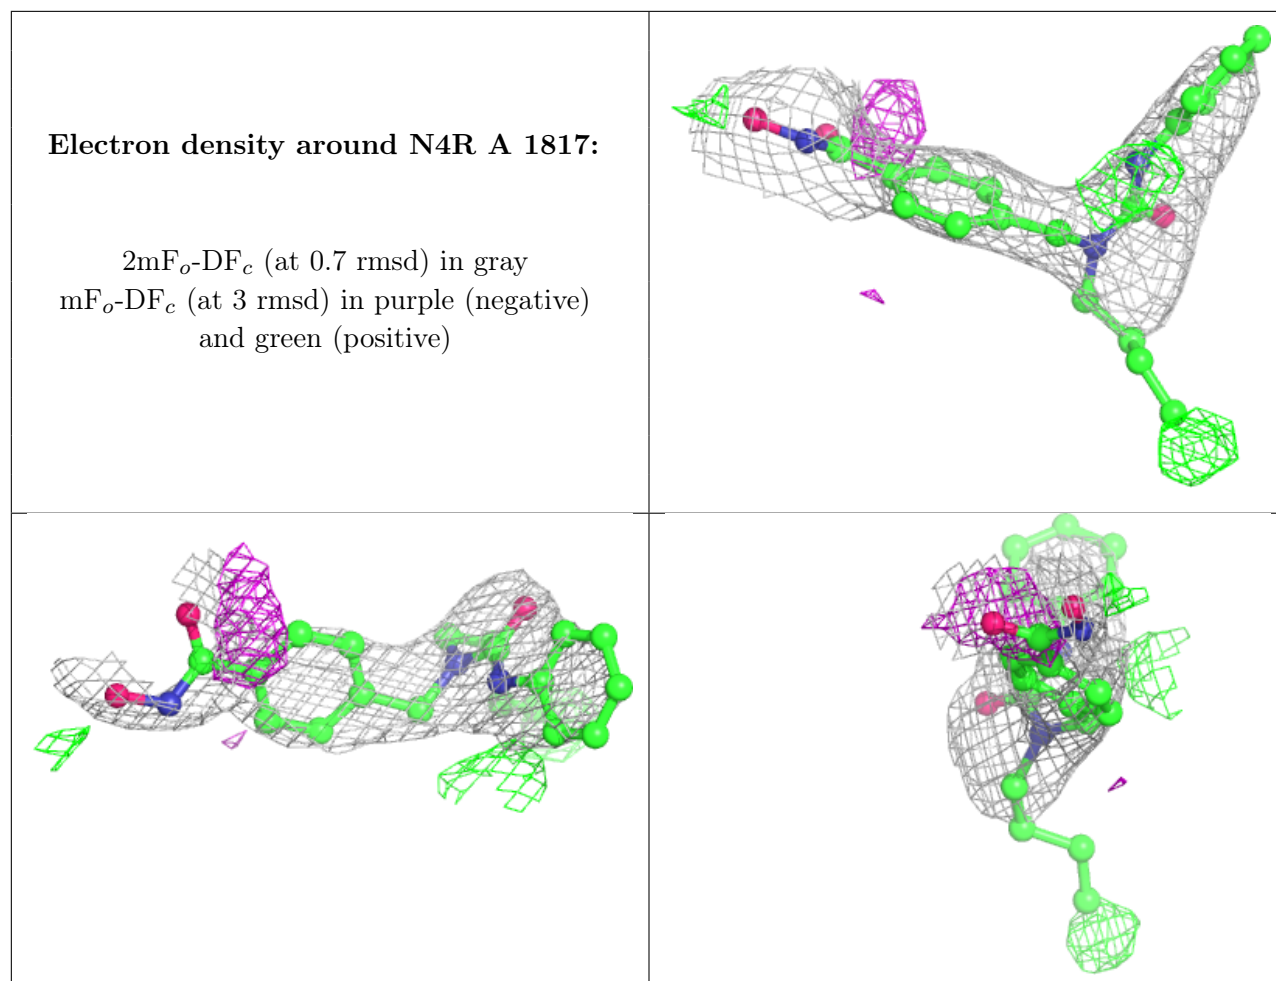 Electron density around N4R A 1817:
2mFₒ-DF𝒸 (at 0.7 rmsd) in gray
mFₒ-DF𝒸 (at 3 rmsd) in purple (negative)
and green (positive)